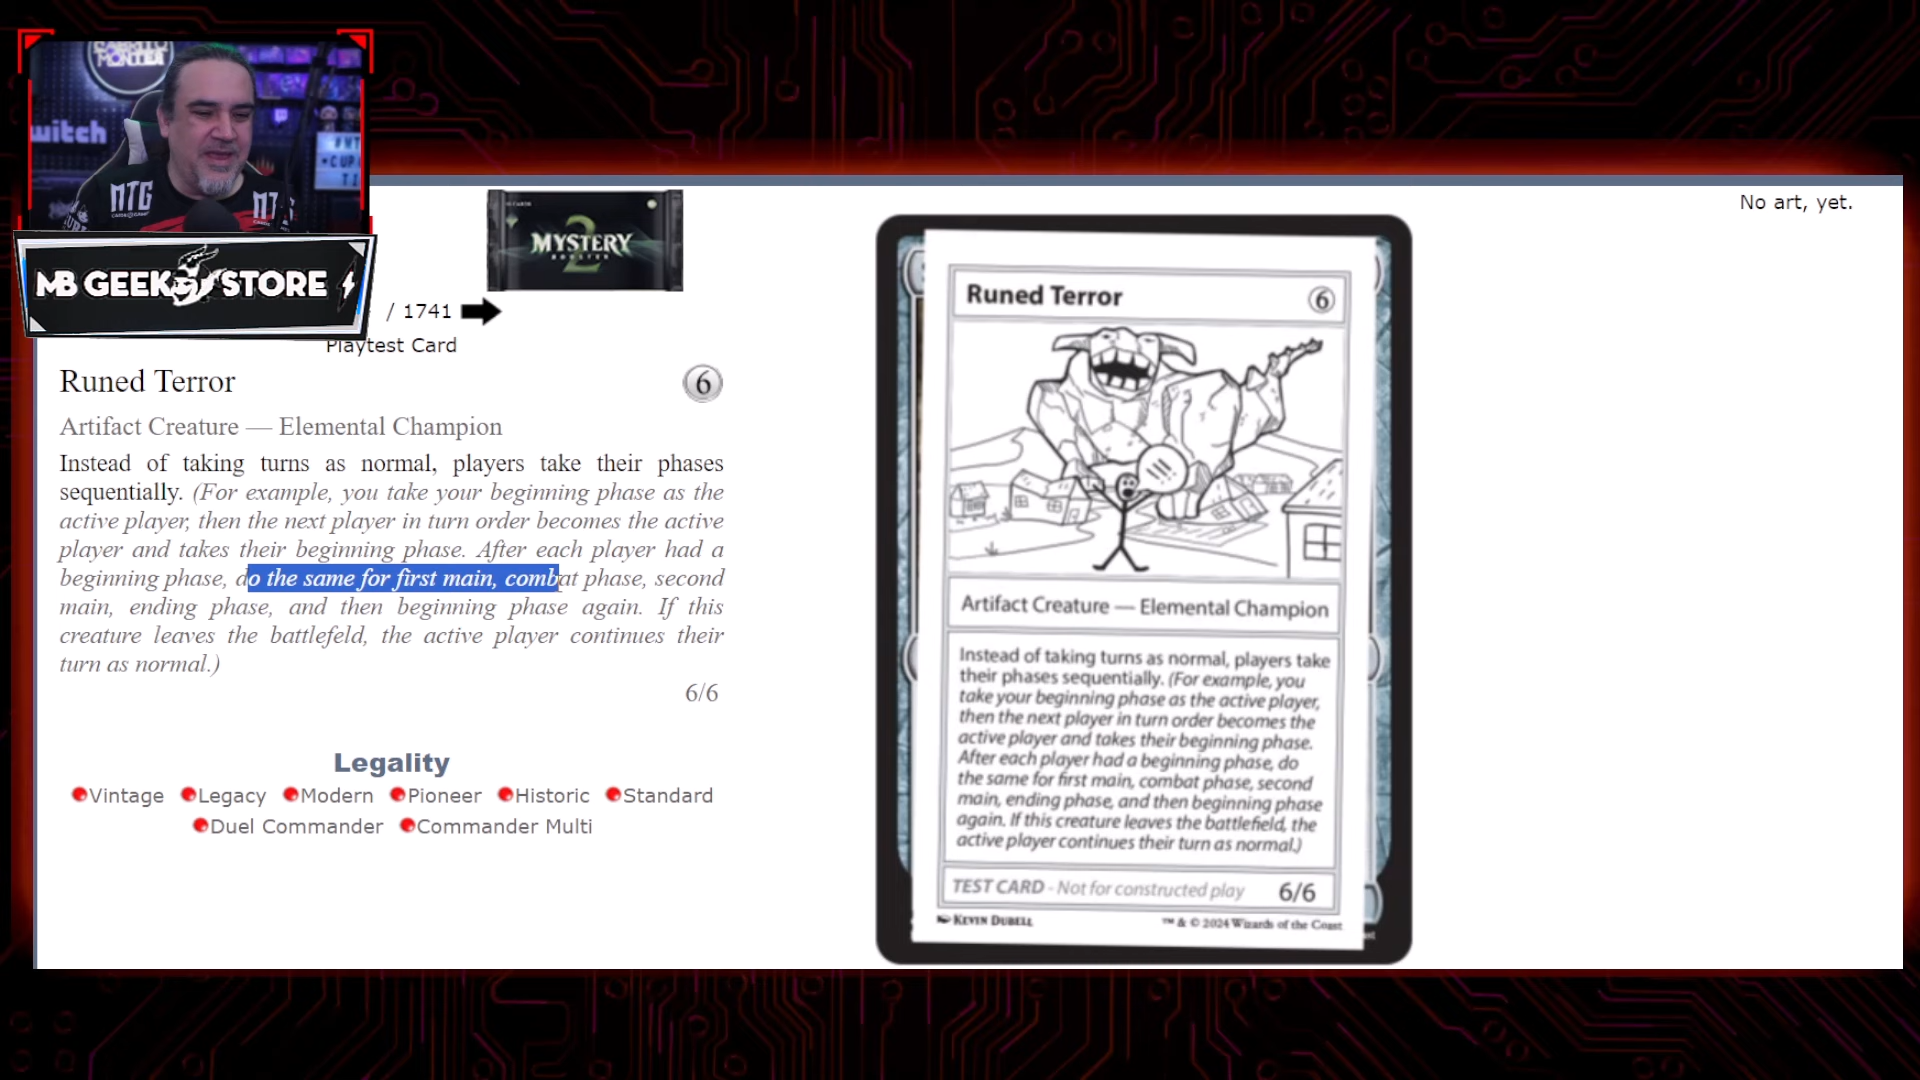 witch
MTG
MB GEEK STORE
MYSTERY
2
BOOSTER
No art, yet.
/ 1741
Playtest Card
Runed Terror 6
Artifact Creature — Elemental Champion
Instead of taking turns as normal, players take their phases
sequentially. (For example, you take your beginning phase as the
active player, then the next player in turn order becomes the active
player and takes their beginning phase. After each player had a
beginning phase, do the same for first main, combat phase, second
main, ending phase, and then beginning phase again. If this
creature leaves the battlefeld, the active player continues their
turn as normal.)
6/6
Legality
Vintage Legacy Modern Pioneer Historic Standard
Duel Commander Commander Multi
Runed Terror 6
Artifact Creature — Elemental Champion
Instead of taking turns as normal, players take
their phases sequentially. (For example, you
take your beginning phase as the active player,
then the next player in turn order becomes the
active player and takes their beginning phase.
After each player had a beginning phase, do
the same for first main, combat phase, second
main, ending phase, and then beginning phase
again. If this creature leaves the battlefield, the
active player continues their turn as normal.)
TEST CARD - Not for constructed play 6/6
KEVIN DUBELL ™ & © 2024 Wizards of the Coast